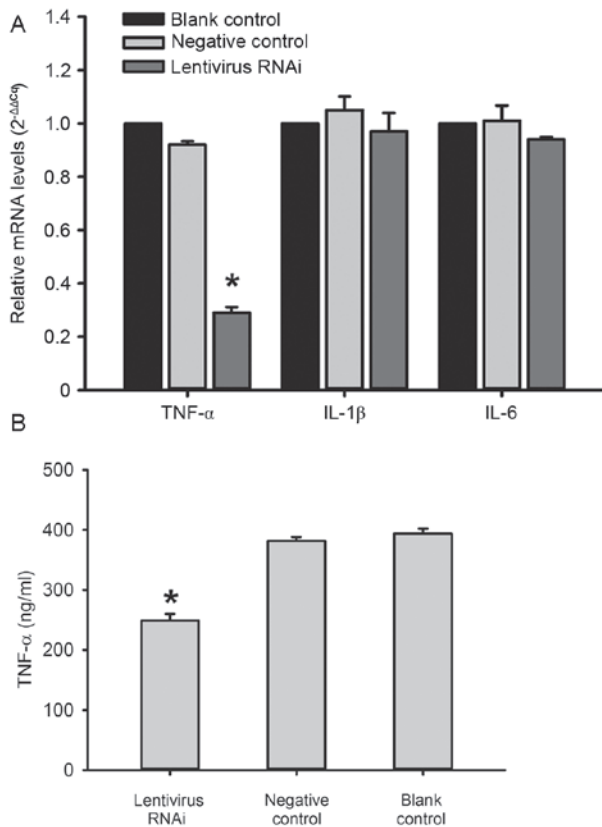 A
Blank control
Negative control
Lentivirus RNAi
Relative mRNA levels (2^-ΔΔCq)
1.4
1.2
1.0
0.8
0.6
0.4
0.2
0
*
TNF-α
IL-1β
IL-6
B
TNF-α (ng/ml)
500
400
300
200
100
0
*
Lentivirus
RNAi
Negative
control
Blank
control